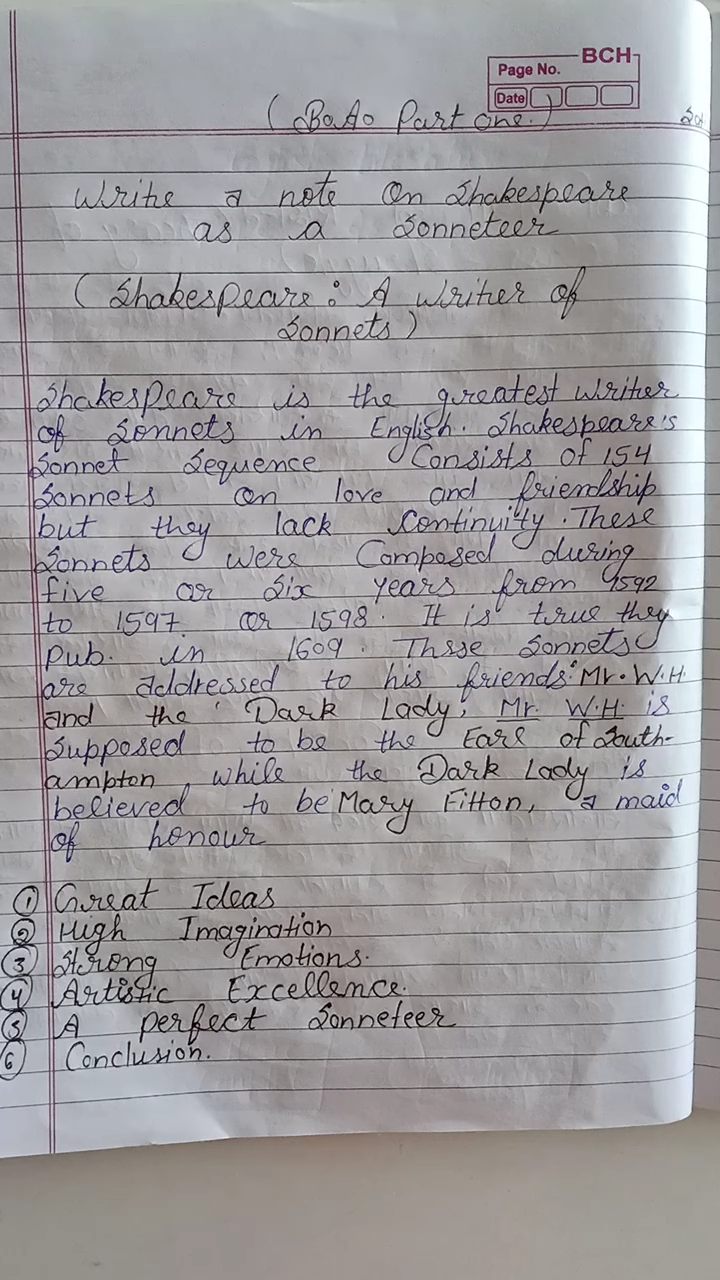 BCH
Page No.
Date
(B.A. Part One.)
Write a note on Shakespeare
as a Sonneteer
(Shakespeare : A Writer of
Sonnets)
Shakespeare is the greatest writer
of Sonnets in English. Shakespeare's
Sonnet Sequence Consists of 154
Sonnets on love and friendship
but they lack continuity. These
Sonnets were Composed during
five or Six years from 1592
to 1597 or 1598. It is true they
Pub. in 1609. Thsse Sonnets
are addressed to his friends "Mr. W.H.
and the 'Dark Lady, Mr. W.H. is
Supposed to be the Earl of South-
ampton, while the Dark Lady is
believed to be Mary Fitton, a maid
of honour
1 Great Ideas
2 High Imagination
3 Strong Emotions.
4 Artistic Excellence.
5 A perfect Sonneteer
6 Conclusion.